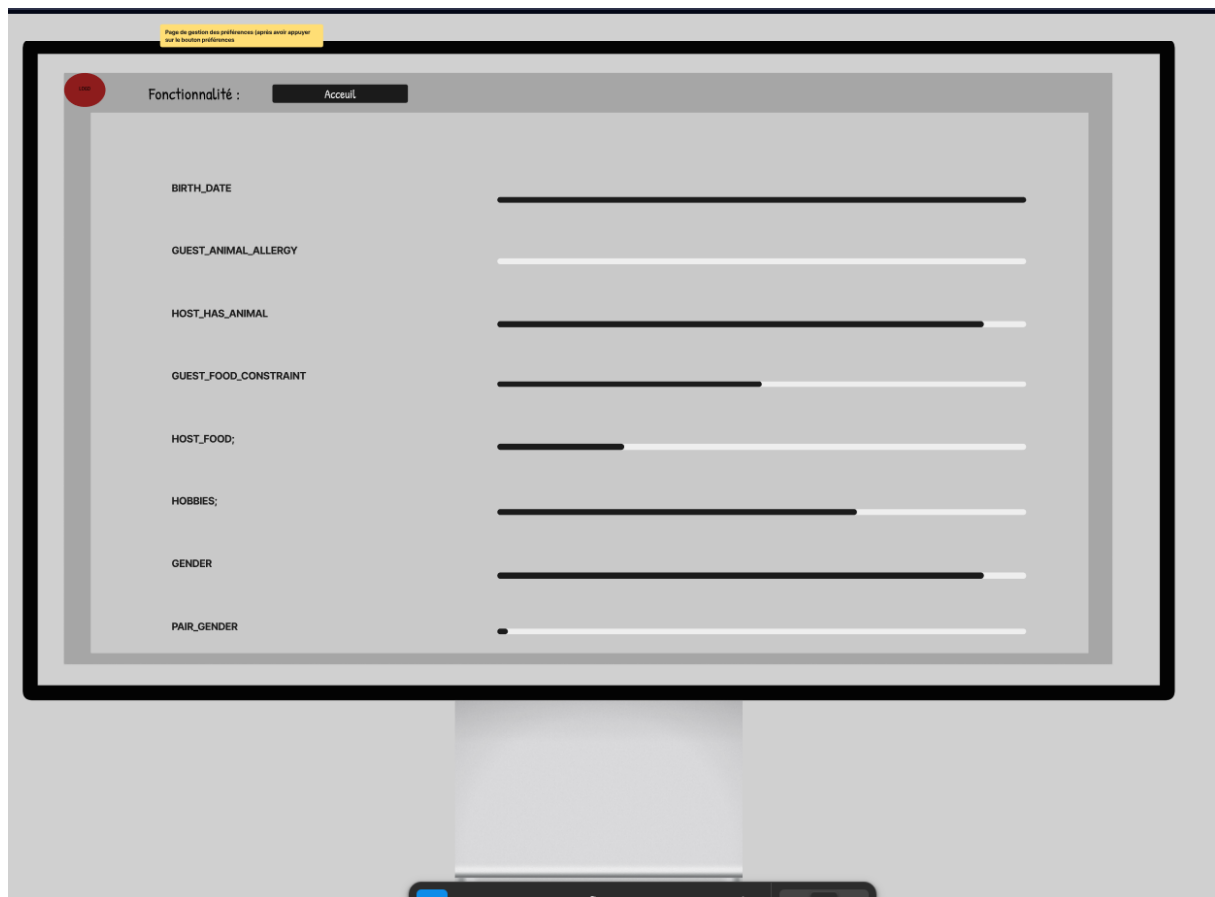 Page de gestion des préférences (après avoir appuyer
sur le bouton préférences
LOGO
Fonctionnalité :
Acceuil
BIRTH_DATE
GUEST_ANIMAL_ALLERGY
HOST_HAS_ANIMAL
GUEST_FOOD_CONSTRAINT
HOST_FOOD;
HOBBIES;
GENDER
PAIR_GENDER